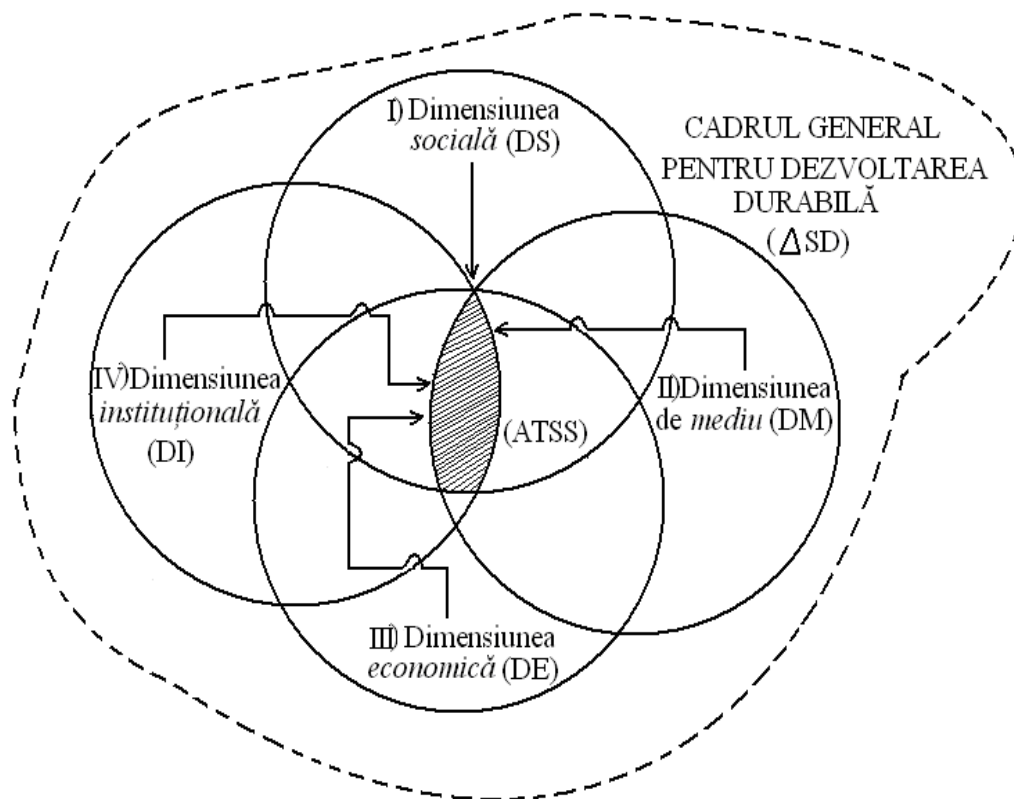 I) Dimensiunea
socială (DS)
CADRUL GENERAL
PENTRU DEZVOLTAREA
DURABILĂ
(ΔSD)
IV) Dimensiunea
instituțională
(DI)
(ATSS)
II) Dimensiunea
de mediu (DM)
III) Dimensiunea
economică (DE)